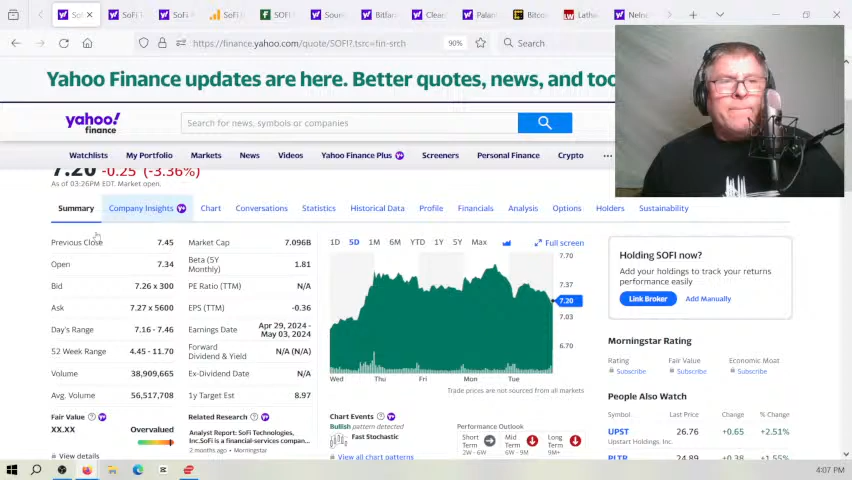 Sof
SoFi T
SoFi
SoFi
SOFI
Sourc
Bitfar
Clean
Palan
Bitcoi
Lath
Nelne
https://finance.yahoo.com/quote/SOFI?.tsrc=fin-srch
90%
Search
Yahoo Finance updates are here. Better quotes, news, and too
yahoo!
finance
Search for news, symbols or companies
Watchlists My Portfolio Markets News Videos Yahoo Finance Plus Screeners Personal Finance Crypto ...
7.20 -0.25 (-3.36%)
As of 03:26PM EDT. Market open.
Summary Company Insights Chart Conversations Statistics Historical Data Profile Financials Analysis Options Holders Sustainability
Previous Close 7.45
Open 7.34
Bid 7.26 x 300
Ask 7.27 x 5600
Day's Range 7.16 - 7.46
52 Week Range 4.45 - 11.70
Volume 38,909,665
Avg. Volume 56,517,708
Market Cap 7.096B
Beta (5Y
Monthly) 1.81
PE Ratio (TTM) N/A
EPS (TTM) -0.36
Earnings Date Apr 29, 2024 -
May 03, 2024
Forward
Dividend & Yield N/A (N/A)
Ex-Dividend Date N/A
1y Target Est 8.97
Fair Value
XX.XX Overvalued
View details
Related Research
Analyst Report: SoFi Technologies,
Inc.SoFi is a financial-services compan...
2 months ago • Morningstar
1D 5D 1M 6M YTD 1Y 5Y Max
Full screen
7.70
7.37
7.20
7.03
6.70
Wed Thu Fri Mon Tue
Trade prices are not sourced from all markets
Chart Events
Bullish pattern detected
Fast Stochastic
View all chart patterns
Performance Outlook
Short
Term
2W - 6W
Mid
Term
6W - 9M
Long
Term
9M+
Holding SOFI now?
Add your holdings to track your returns
performance easily
Link Broker Add Manually
Morningstar Rating
Rating Fair Value Economic Moat
Subscribe Subscribe Subscribe
People Also Watch
Symbol Last Price Change % Change
UPST 26.76 +0.65 +2.51%
Upstart Holdings, Inc.
PLTR 24.89 +0.38 +1.55%
4:07 PM